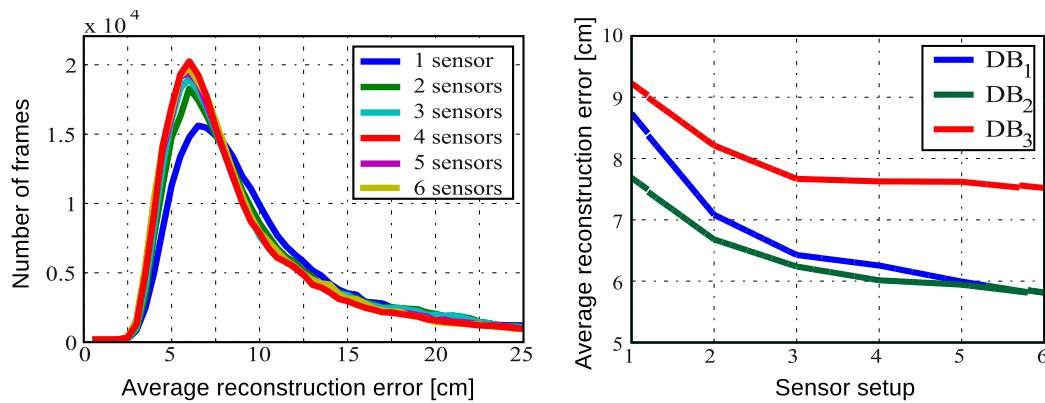 x 10⁴
2
1.5
1
0.5
0
0
5
10
15
20
25
Number of frames
Average reconstruction error [cm]
1 sensor
2 sensors
3 sensors
4 sensors
5 sensors
6 sensors
10
9
8
7
6
5
1
2
3
4
5
6
Average reconstruction error [cm]
Sensor setup
DB₁
DB₂
DB₃